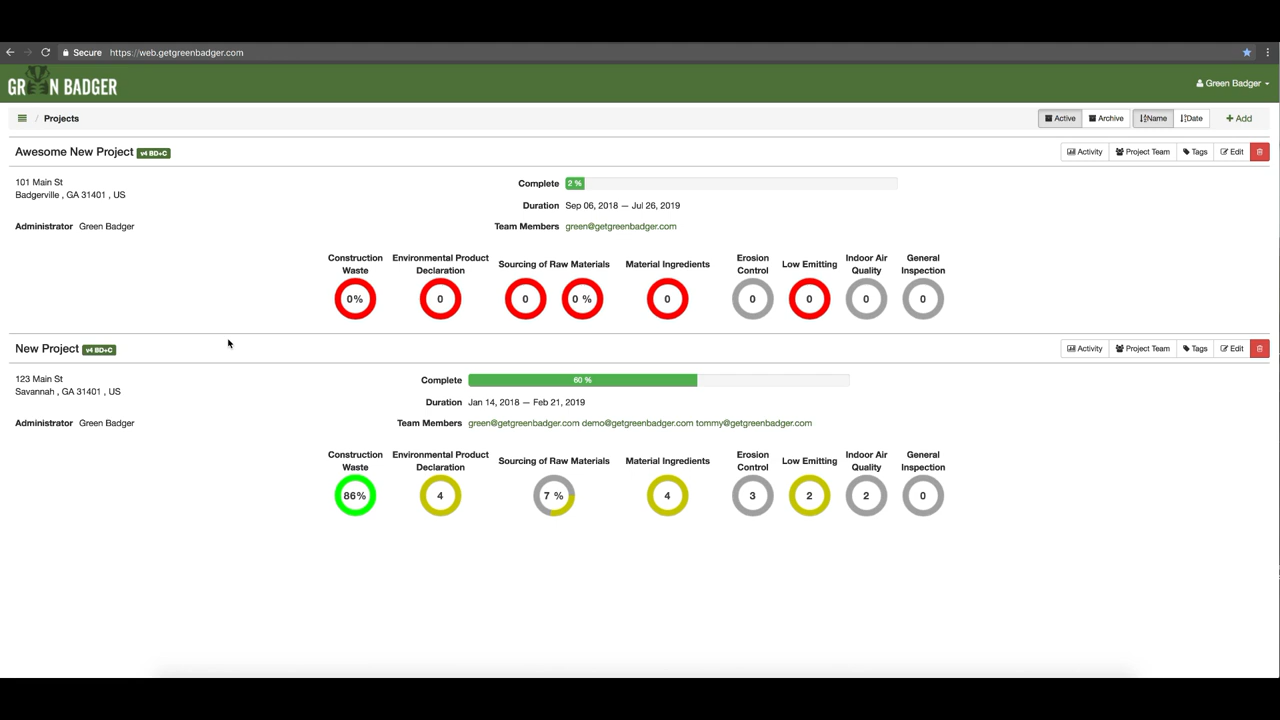 Secure https://web.getgreenbadger.com
GREEN BADGER
Green Badger
/ Projects
Active Archive Name Date + Add
Awesome New Project v4 BD+C
Activity Project Team Tags Edit
101 Main St
Badgerville , GA 31401 , US
Complete 2 %
Duration Sep 06, 2018 — Jul 26, 2019
Administrator Green Badger
Team Members green@getgreenbadger.com
Construction Waste
Environmental Product Declaration
Sourcing of Raw Materials
Material Ingredients
Erosion Control
Low Emitting
Indoor Air Quality
General Inspection
0% 0 0 0 % 0 0 0 0 0
New Project v4 BD+C
Activity Project Team Tags Edit
123 Main St
Savannah , GA 31401 , US
Complete 60 %
Duration Jan 14, 2018 — Feb 21, 2019
Administrator Green Badger
Team Members green@getgreenbadger.com demo@getgreenbadger.com tommy@getgreenbadger.com
Construction Waste
Environmental Product Declaration
Sourcing of Raw Materials
Material Ingredients
Erosion Control
Low Emitting
Indoor Air Quality
General Inspection
86% 4 7 % 4 3 2 2 0